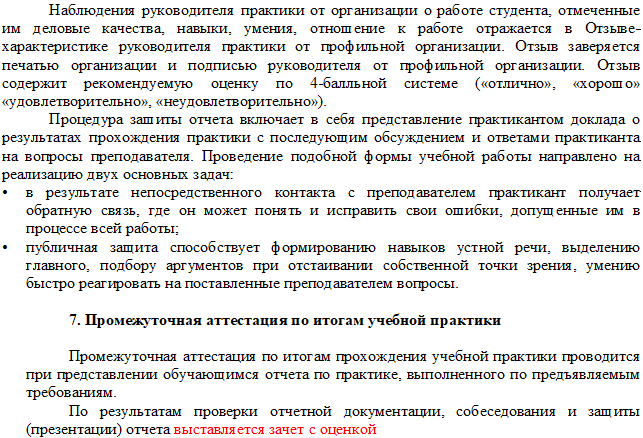 Наблюдения руководителя практики от организации о работе студента, отмеченные
им деловые качества, навыки, умения, отношение к работе отражается в Отзыве-
характеристике руководителя практики от профильной организации. Отзыв заверяется
печатью организации и подписью руководителя от профильной организации. Отзыв
содержит рекомендуемую оценку по 4-балльной системе («отлично», «хорошо»
«удовлетворительно», «неудовлетворительно»).
Процедура защиты отчета включает в себя представление практикантом доклада о
результатах прохождения практики с последующим обсуждением и ответами практиканта
на вопросы преподавателя. Проведение подобной формы учебной работы направлено на
реализацию двух основных задач:
• в результате непосредственного контакта с преподавателем практикант получает
обратную связь, где он может понять и исправить свои ошибки, допущенные им в
процессе всей работы;
• публичная защита способствует формированию навыков устной речи, выделению
главного, подбору аргументов при отстаивании собственной точки зрения, умению
быстро реагировать на поставленные преподавателем вопросы.
7. Промежуточная аттестация по итогам учебной практики
Промежуточная аттестация по итогам прохождения учебной практики проводится
при представлении обучающимся отчета по практике, выполненного по предъявляемым
требованиям.
По результатам проверки отчетной документации, собеседования и защиты
(презентации) отчета выставляется зачет с оценкой